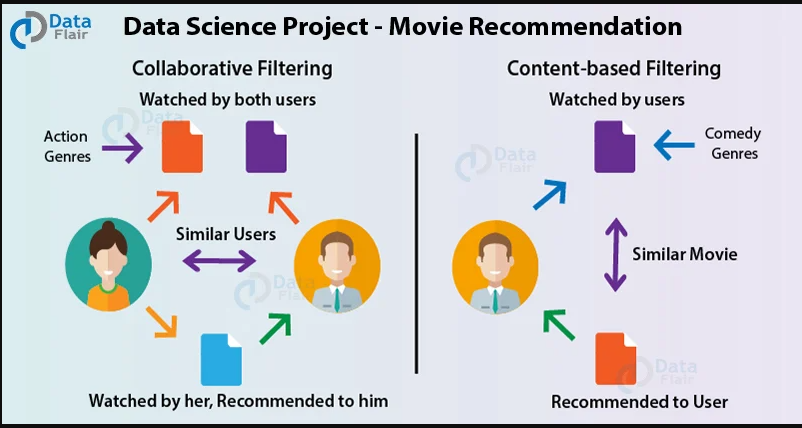 Data
Flair
Data Science Project - Movie Recommendation
Collaborative Filtering
Watched by both users
Action
Genres
Data
Flair
Similar Users
Data
Flair
Watched by her, Recommended to him
Content-based Filtering
Watched by users
Comedy
Genres
Data
Flair
Similar Movie
Data
Flair
Recommended to User